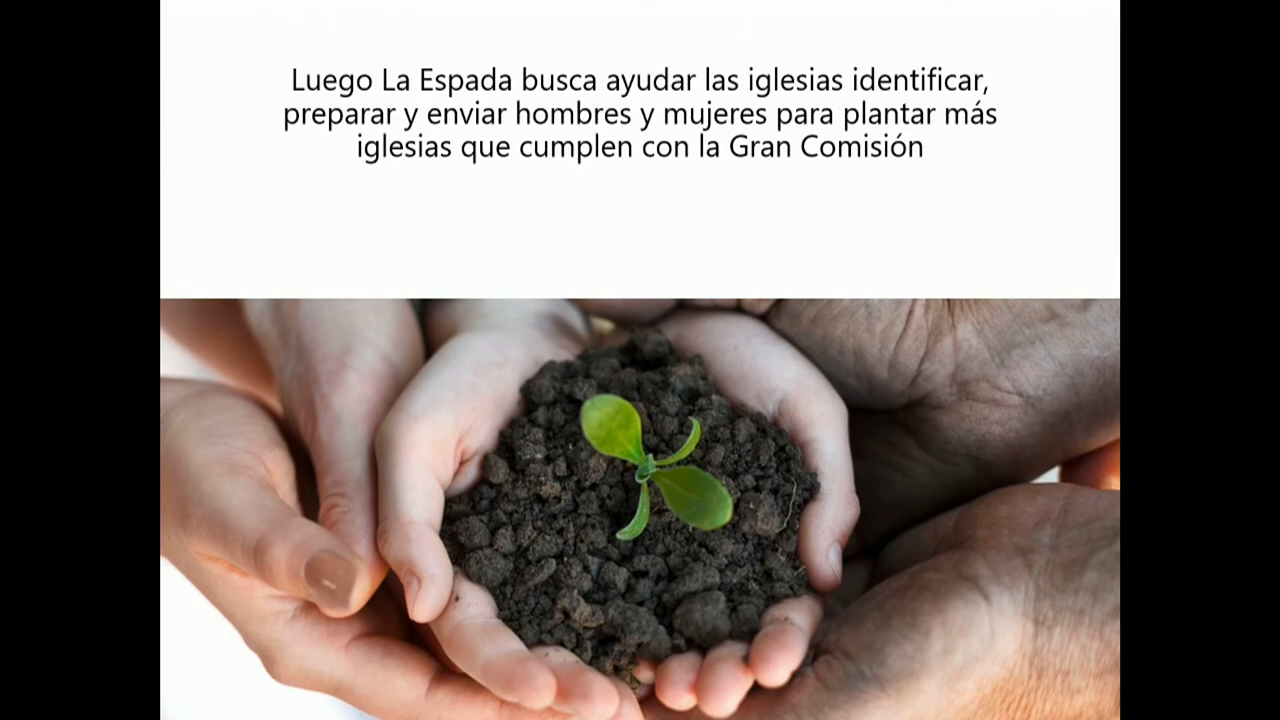 Luego La Espada busca ayudar las iglesias identificar,
preparar y enviar hombres y mujeres para plantar más
iglesias que cumplen con la Gran Comisión